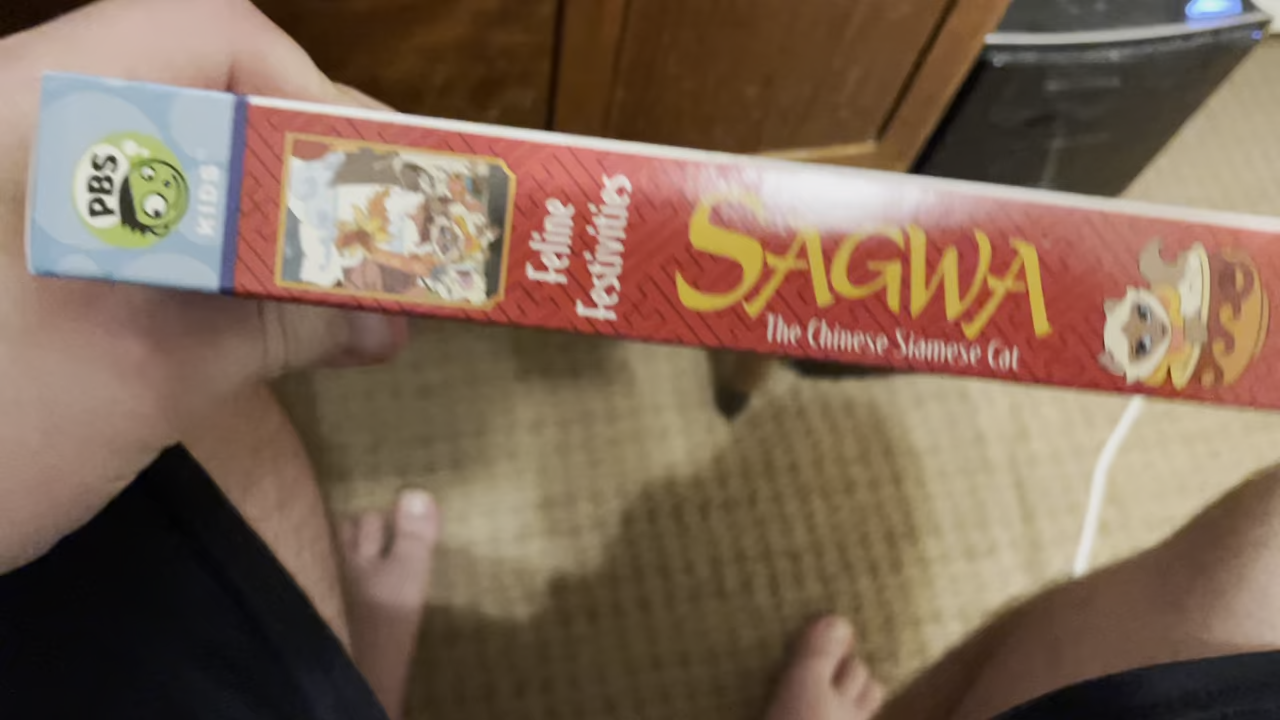 PBS
KIDS
Feline
Festivities
SAGWA
The Chinese Siamese Cat